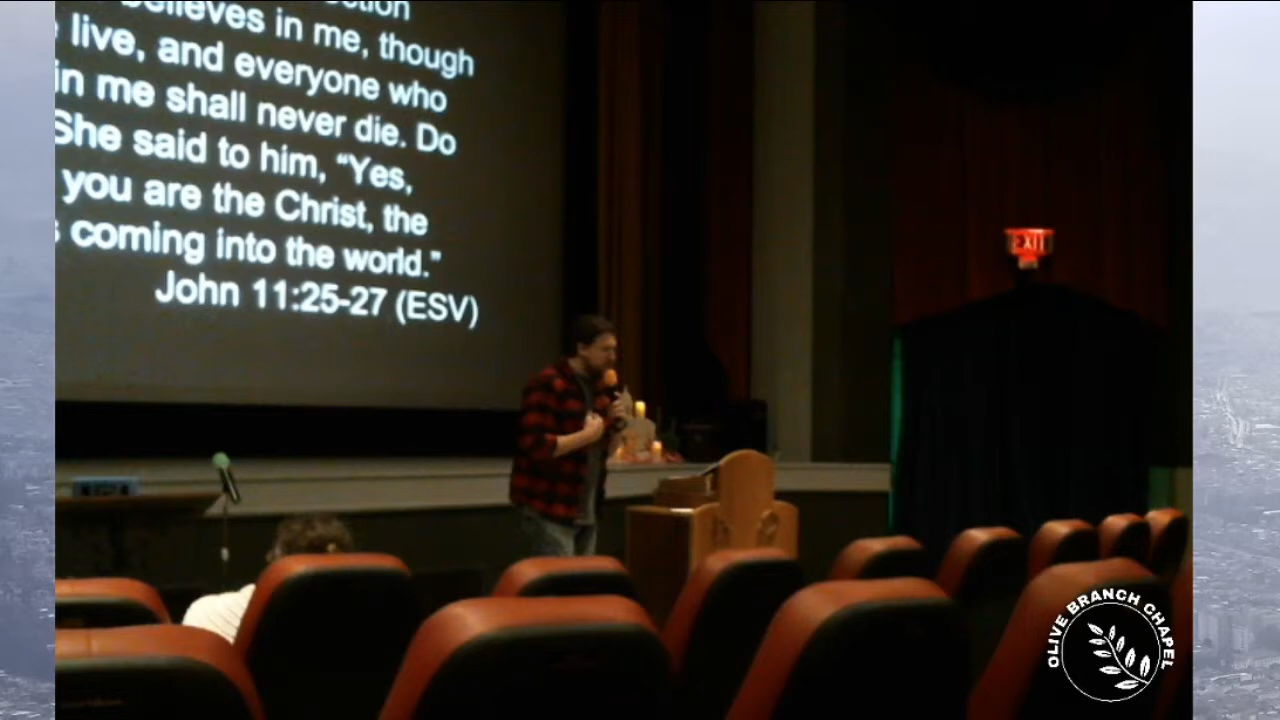 believes in me, though
live, and everyone who
in me shall never die. Do
She said to him, “Yes,
you are the Christ, the
coming into the world.”
John 11:25-27 (ESV)
EXIT
OLIVE BRANCH CHAPEL